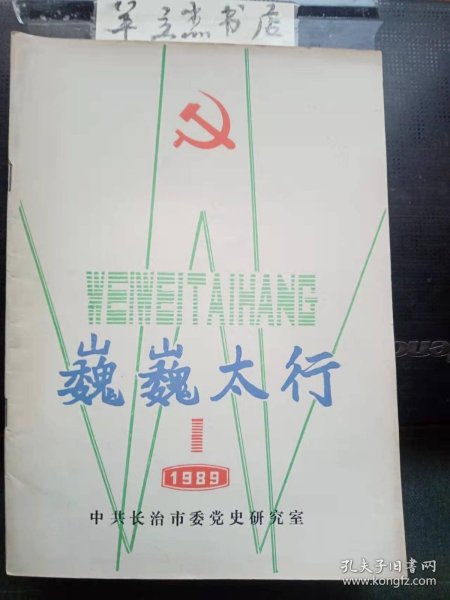 羊立杰书店
WEIWEITAIHANG
巍巍太行
1
1989
中共长治市委党史研究室
孔夫子旧书网
www.kongfz.com